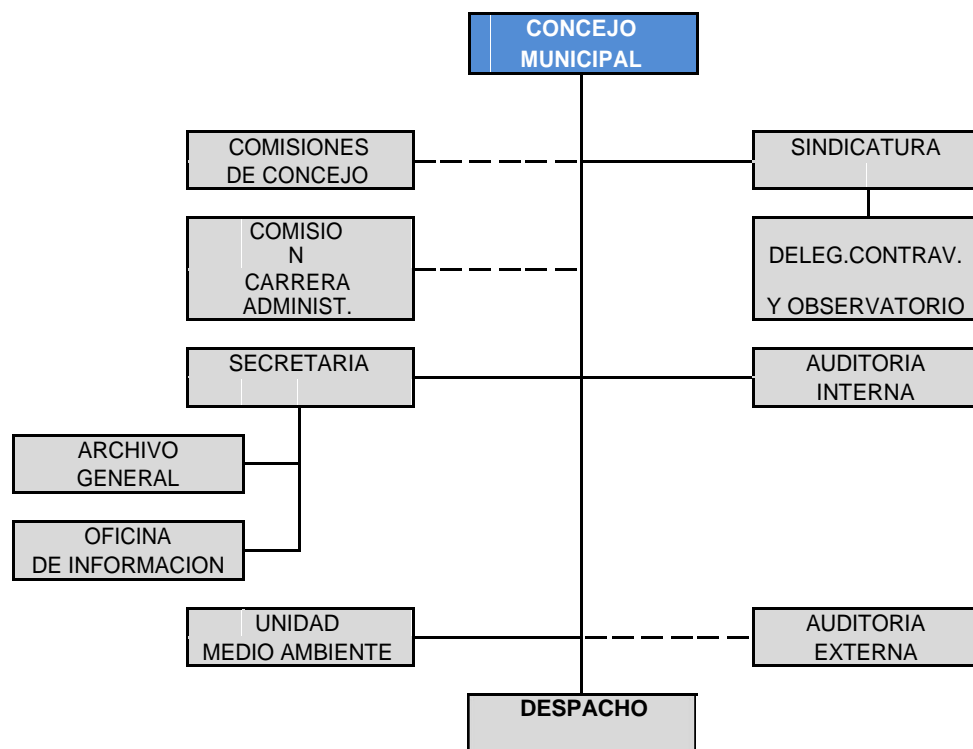 CONCEJO
MUNICIPAL
COMISIONES
DE CONCEJO
SINDICATURA
COMISIO
N
CARRERA
ADMINIST.
DELEG.CONTRAV.
Y OBSERVATORIO
SECRETARIA
AUDITORIA
INTERNA
ARCHIVO
GENERAL
OFICINA
DE INFORMACION
UNIDAD
MEDIO AMBIENTE
AUDITORIA
EXTERNA
DESPACHO